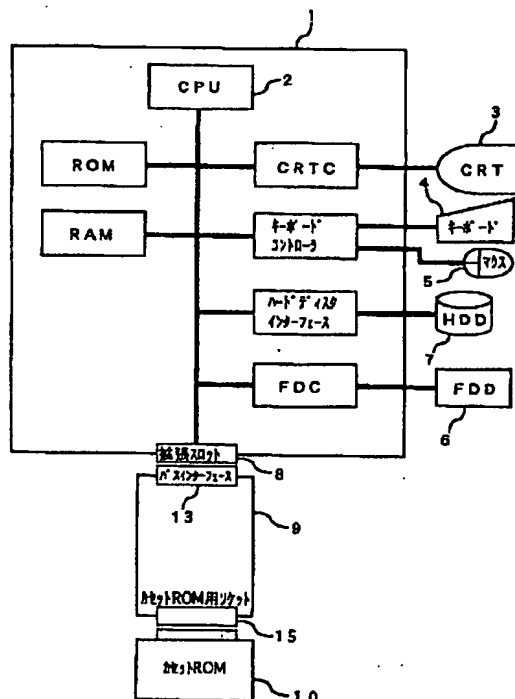 1
CPU
2
3
ROM
CRTC
CRT
4
RAM
キーボード
コントローラ
キーボード
マウス
5
ハードディスク
インターフェース
HDD
7
FDC
FDD
6
拡張スロット
8
バスインターフェース
13
9
カセットROM用ソケット
15
カセットROM
10